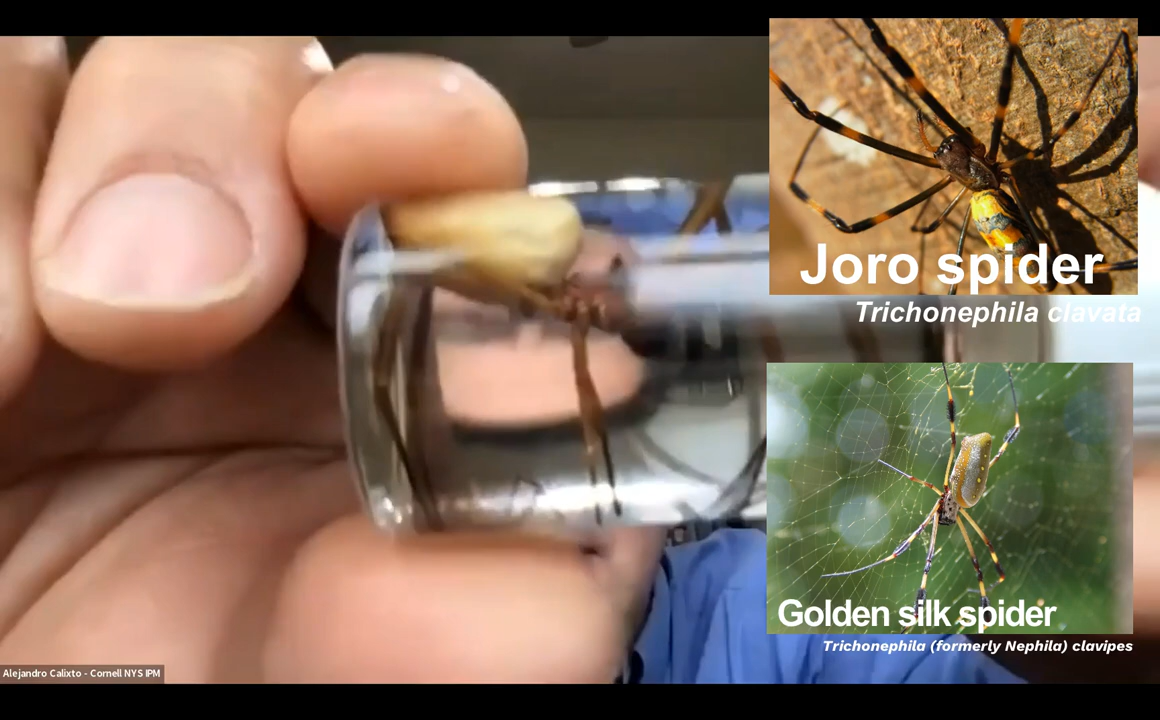 Joro spider
Trichonephila clavata
Golden silk spider
Trichonephila (formerly Nephila) clavipes
Alejandro Calixto - Cornell NYS IPM